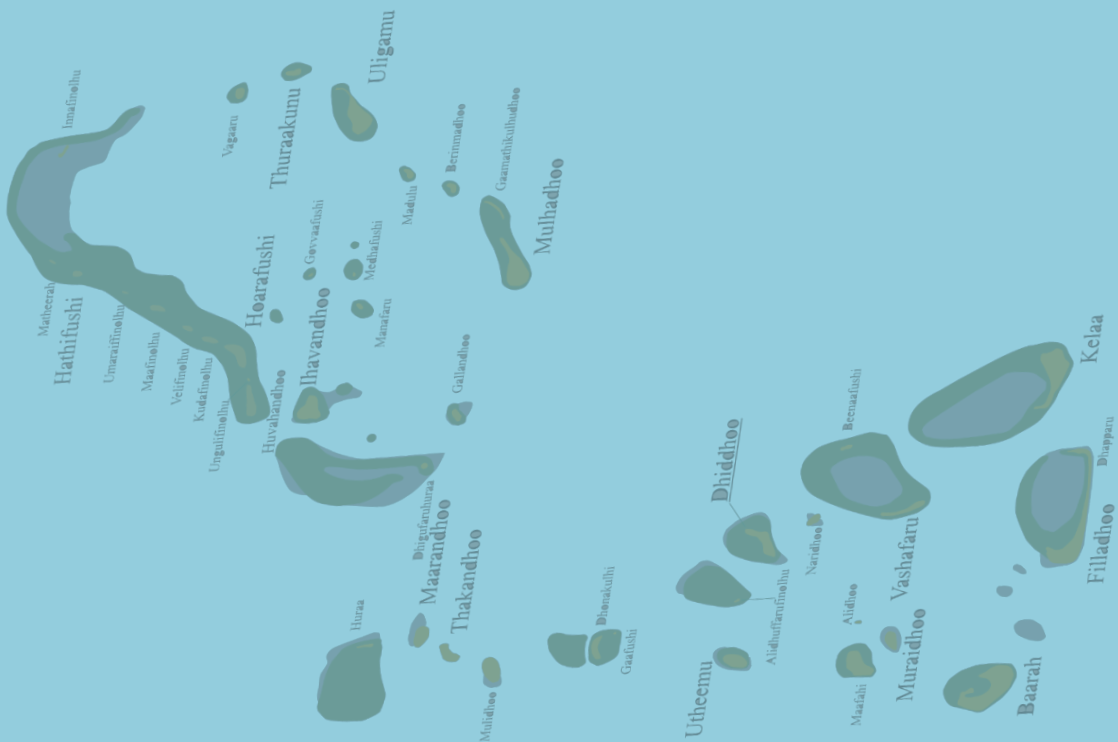 Innafinolhu
Uligamu
Vagaaru
Thuraakunu
Berinmadhoo
Gaamathikulhudhoo
Madulu
Mulhadhoo
Matheerah
Hathifushi
Hoarafushi
Govvaafushi
Medhafushi
Umaraiffinolhu
Maafinolhu
Velifinolhu
Kudafinolhu
Ungulifinolhu
Huvahandhoo
Ihavandhoo
Manafaru
Gallandhoo
Kelaa
Beenaafushi
Dhiddhoo
Dhapparu
Dhigufaruhuraa
Maarandhoo
Thakandhoo
Naridhoo
Vashafaru
Filladhoo
Huraa
Dhonakulhi
Gaafushi
Alidhuffarufinolhu
Alidhoo
Mulidhoo
Utheemu
Maafahi
Muraidhoo
Baarah